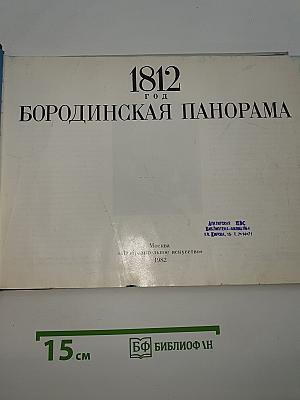 1812
ГОД
БОРОДИНСКАЯ ПАНОРАМА
Москва
«Изобразительное искусство»
1982
15 см
БФ БИБЛИОФАН